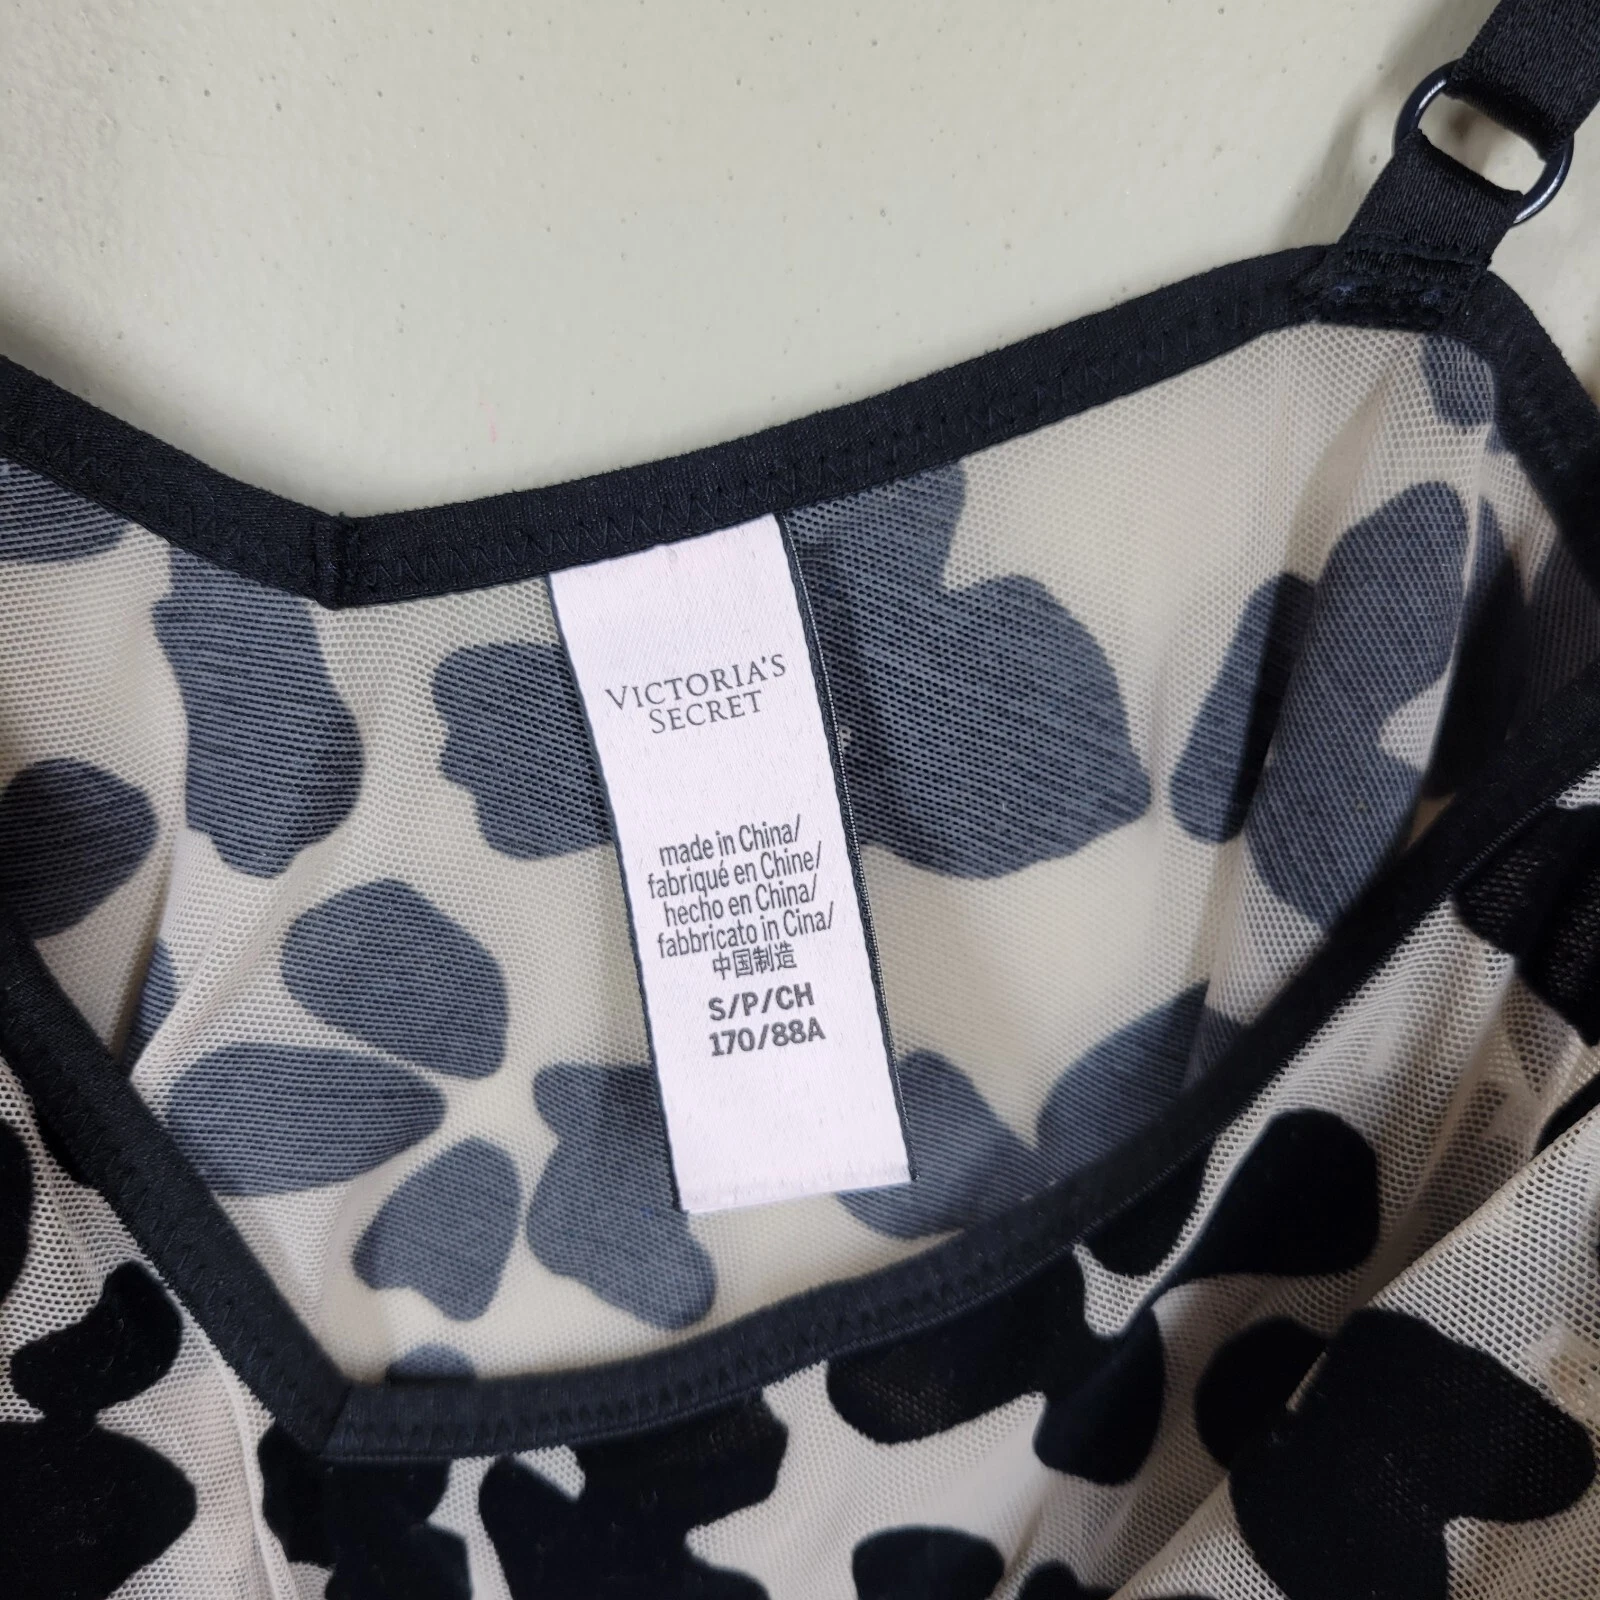 VICTORIA'S
SECRET
made in China/
fabriqué en Chine/
hecho en China/
fabbricato in Cina/
中国制造
S/P/CH
170/88A